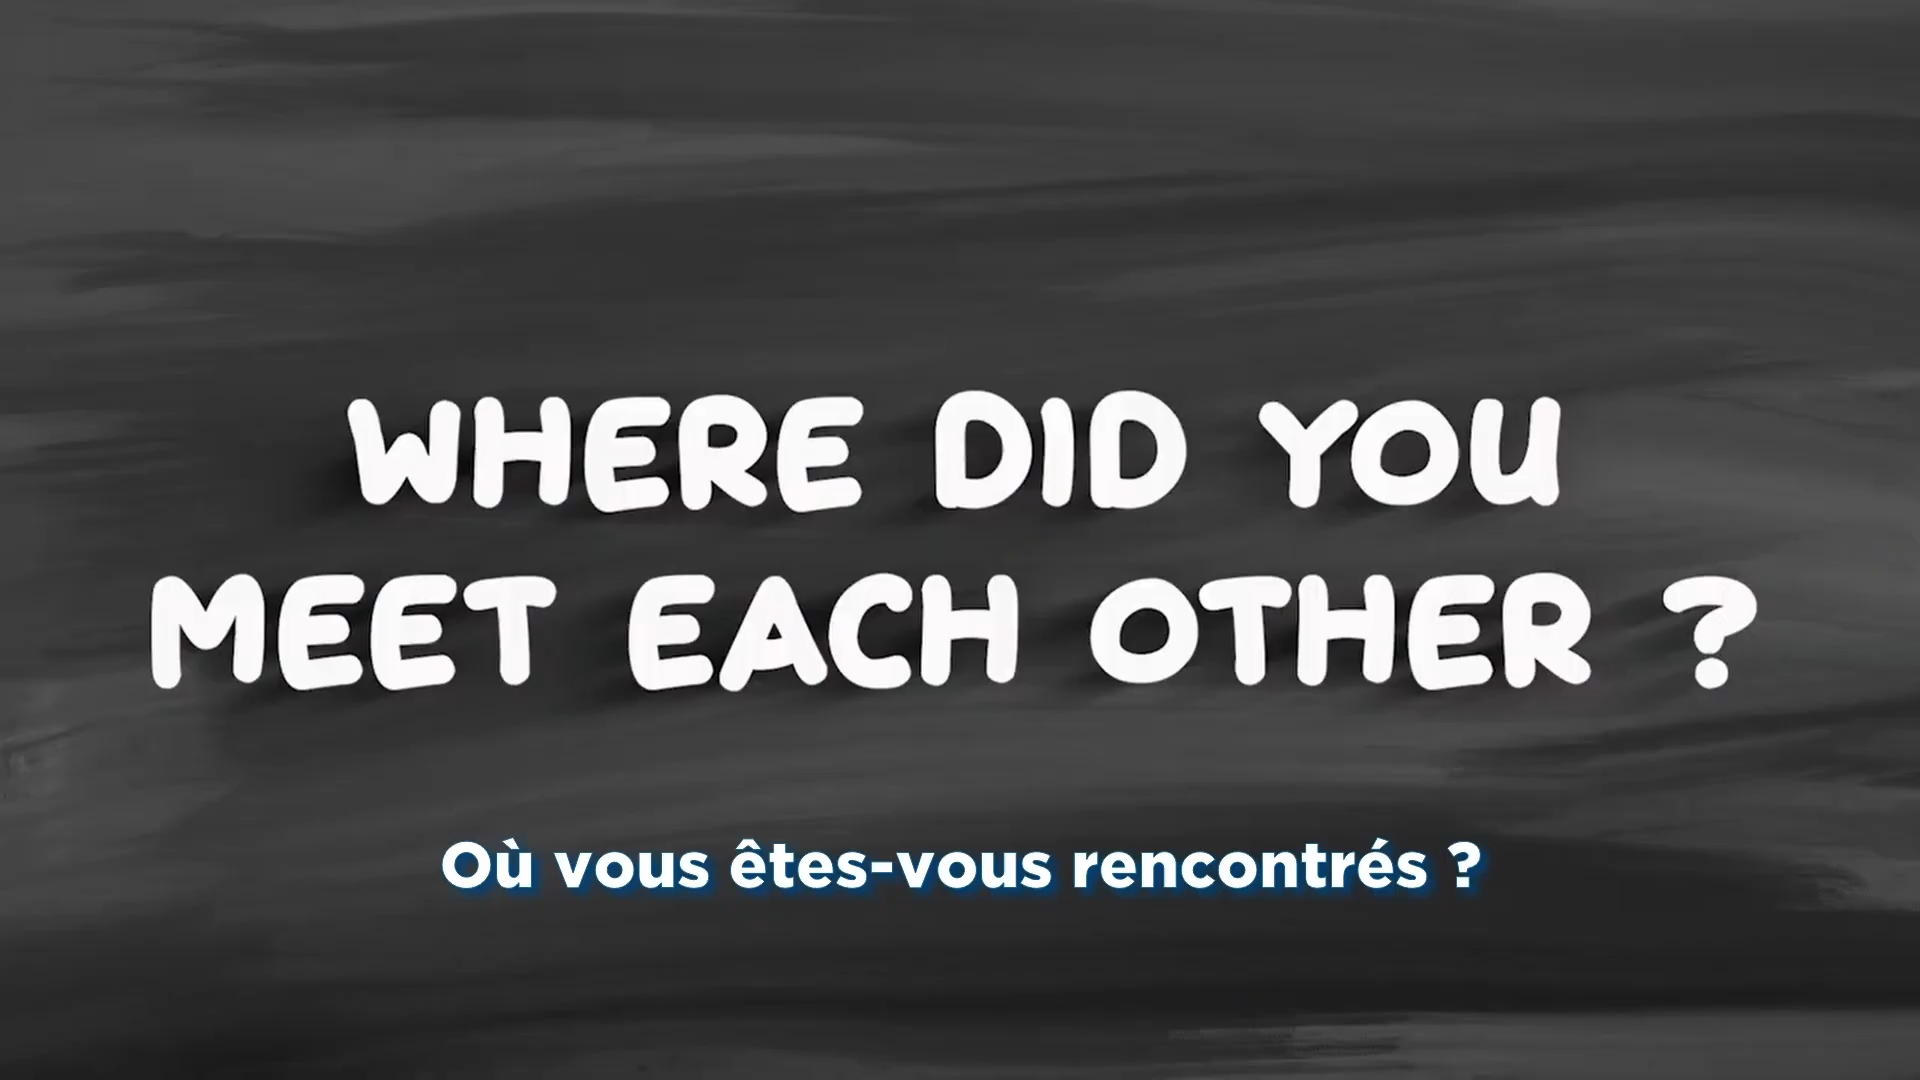 WHERE DID YOU
MEET EACH OTHER ?
Où vous êtes-vous rencontrés ?